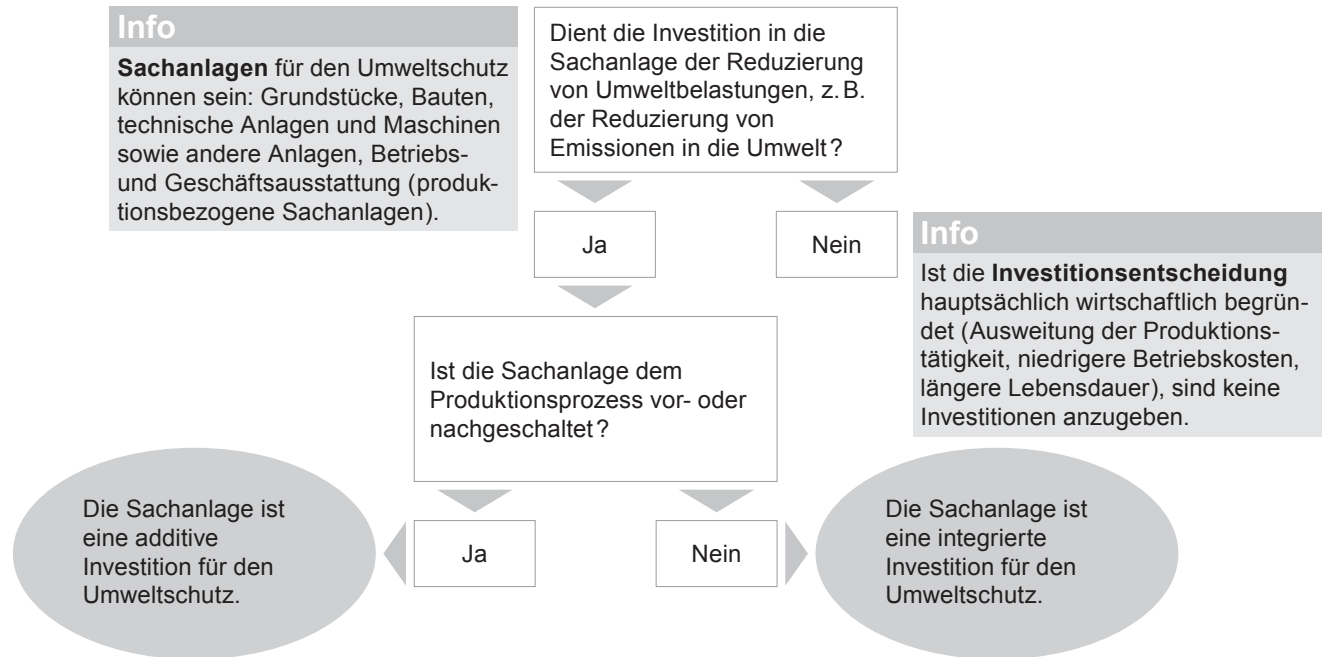 Info
Sachanlagen für den Umweltschutz
können sein: Grundstücke, Bauten,
technische Anlagen und Maschinen
sowie andere Anlagen, Betriebs-
und Geschäftsausstattung (produk-
tionsbezogene Sachanlagen).
Dient die Investition in die
Sachanlage der Reduzierung
von Umweltbelastungen, z. B.
der Reduzierung von
Emissionen in die Umwelt?
Ja
Nein
Info
Ist die Investitionsentscheidung
hauptsächlich wirtschaftlich begrün-
det (Ausweitung der Produktions-
tätigkeit, niedrigere Betriebskosten,
längere Lebensdauer), sind keine
Investitionen anzugeben.
Ist die Sachanlage dem
Produktionsprozess vor- oder
nachgeschaltet?
Die Sachanlage ist
eine additive
Investition für den
Umweltschutz.
Ja
Nein
Die Sachanlage ist
eine integrierte
Investition für den
Umweltschutz.